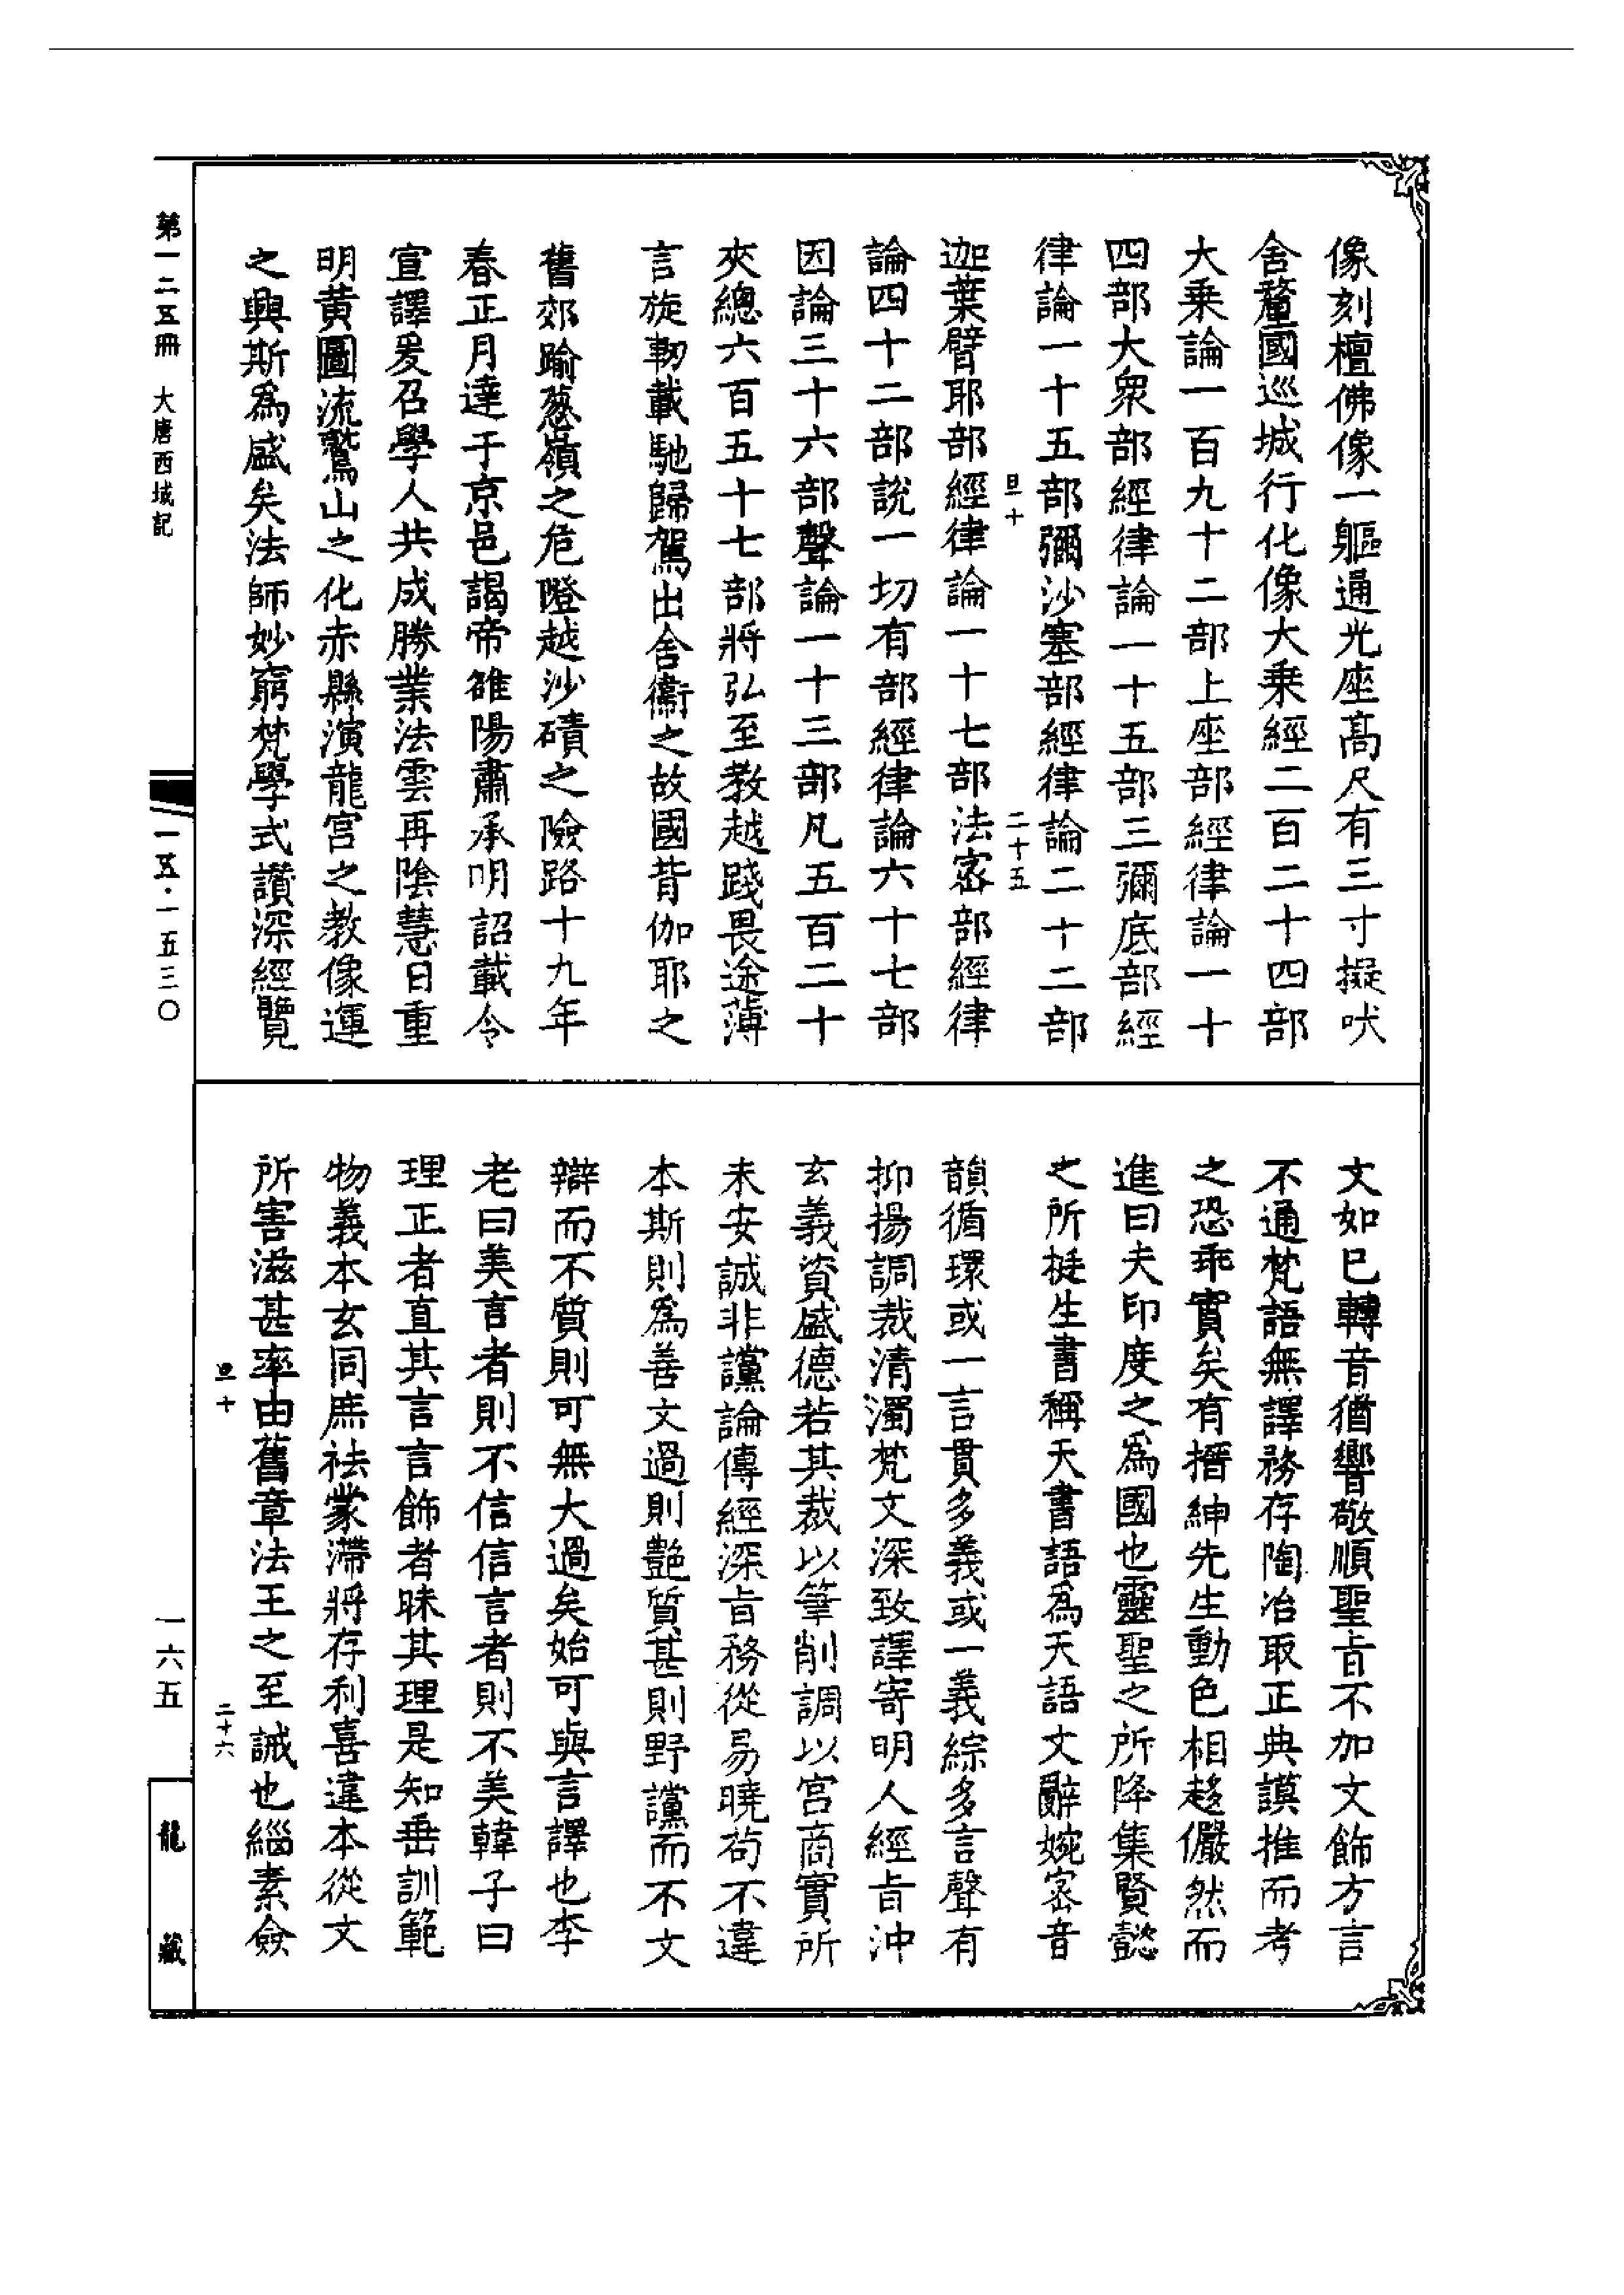 像刻檀佛像一軀通光座髙尺有三寸擬吠
舍釐國巡城行化像大乘經二百二十四部
大乗論一百九十二部上座部經律論一十
四部大衆部經律論一十五部三彌底部經
律論一十五部彌沙塞部經律論二十二部
旦十 二十五
迦葉臂耶部經律論一十七部法密部經律
論四十二部說一切有部經律論六十七部
因論三十六部聲論一十三部凡五百二十
夾總六百五十七部將弘至教越踐畏途薄
言旋軔載馳歸駕出舍衞之故國背伽耶之
舊郊踰葱嶺之危隥越沙磧之險路十九年
春正月達于京邑謁帝雒陽肅承明詔載令
宣譯爰召學人共成勝業法雲再陰慧日重
明黃圖流鷲山之化赤縣演龍宮之教像運
之興斯爲盛矣法師妙窮梵學式讚深經覽
文如已轉音猶響敬順聖旨不加文飾方言
不通梵語無譯務存陶冶取正典謨推而考
之恐乖實矣有搢紳先生動色相趍儼然而
進曰夫印度之爲國也靈聖之所降集賢懿
之所挺生書稱天書語爲天語文辭婉密音
韻循環或一言貫多義或一義綜多言聲有
抑揚調裁清濁梵文深致譯寄明人經旨沖
玄義資盛德若其裁以筆削調以宮商實所
未安誠非讜論傳經深旨務從易曉茍不違
本斯則爲善文過則艶質甚則野讜而不文
辯而不質則可無大過矣始可與言譯也李
老曰美言者則不信信言者則不美韓子曰
理正者直其言言飾者昧其理是知垂訓範
物義本玄同庶祛蒙滯將存利喜違本從文
所害滋甚率由舊章法王之至誡也緇素僉
旦十 二十六
第一二五冊 大唐西域記
一五·一五三〇
一六五
龍藏